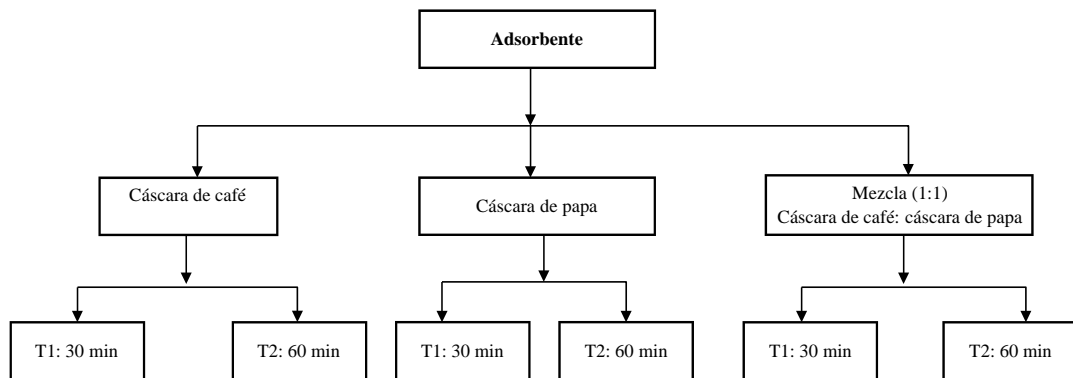 Adsorbente
Cáscara de café
Cáscara de papa
Mezcla (1:1)
Cáscara de café: cáscara de papa
T1: 30 min
T2: 60 min
T1: 30 min
T2: 60 min
T1: 30 min
T2: 60 min